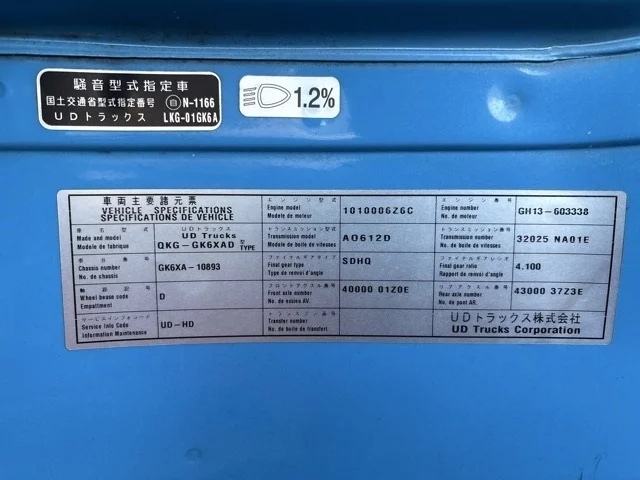 騒音型式指定車
国土交通省型式指定番号 自 N-1166
UDトラックス LKG-01GK6A
1.2%
車両主要諸元票
VEHICLE SPECIFICATIONS
SPECIFICATIONS DE VEHICLE
エンジン型式
Engine model
Modele de moteur
1010006Z6C
エンジン番号
Engine number
No. de moteur
GH13-603338
車名型式
Made and model
Modele de fabrique
UDトラックス
UD Trucks
QKG-GK6XAD 型 TYPE
トランスミッション型式
Transmission model
Modele de boite de vitesses
AO612D
トランスミッション番号
Transmission number
No. de boite de vitesses
32025 NA01E
車台番号
Chassis number
No. de chassis
GK6XA-10893
ファイナルギアタイプ
Final gear type
Type de renvoi d'angle
SDHQ
ファイナルギアレシオ
Final gear ratio
Rapport de renvoi d'angle
4.100
軸距記号
Wheel bease code
Empattment
D
フロントアクスル番号
Front axle number
No. de essieu AV.
40000 01Z0E
リアアクスル番号
Rear axle number
No. de pont AR.
43000 37Z3E
サービスインフォコード
Service Info Code
Information Maintenance
UD-HD
トランスファ番号
Transfer number
No. de boite de transfert
UDトラックス株式会社
UD Trucks Corporation